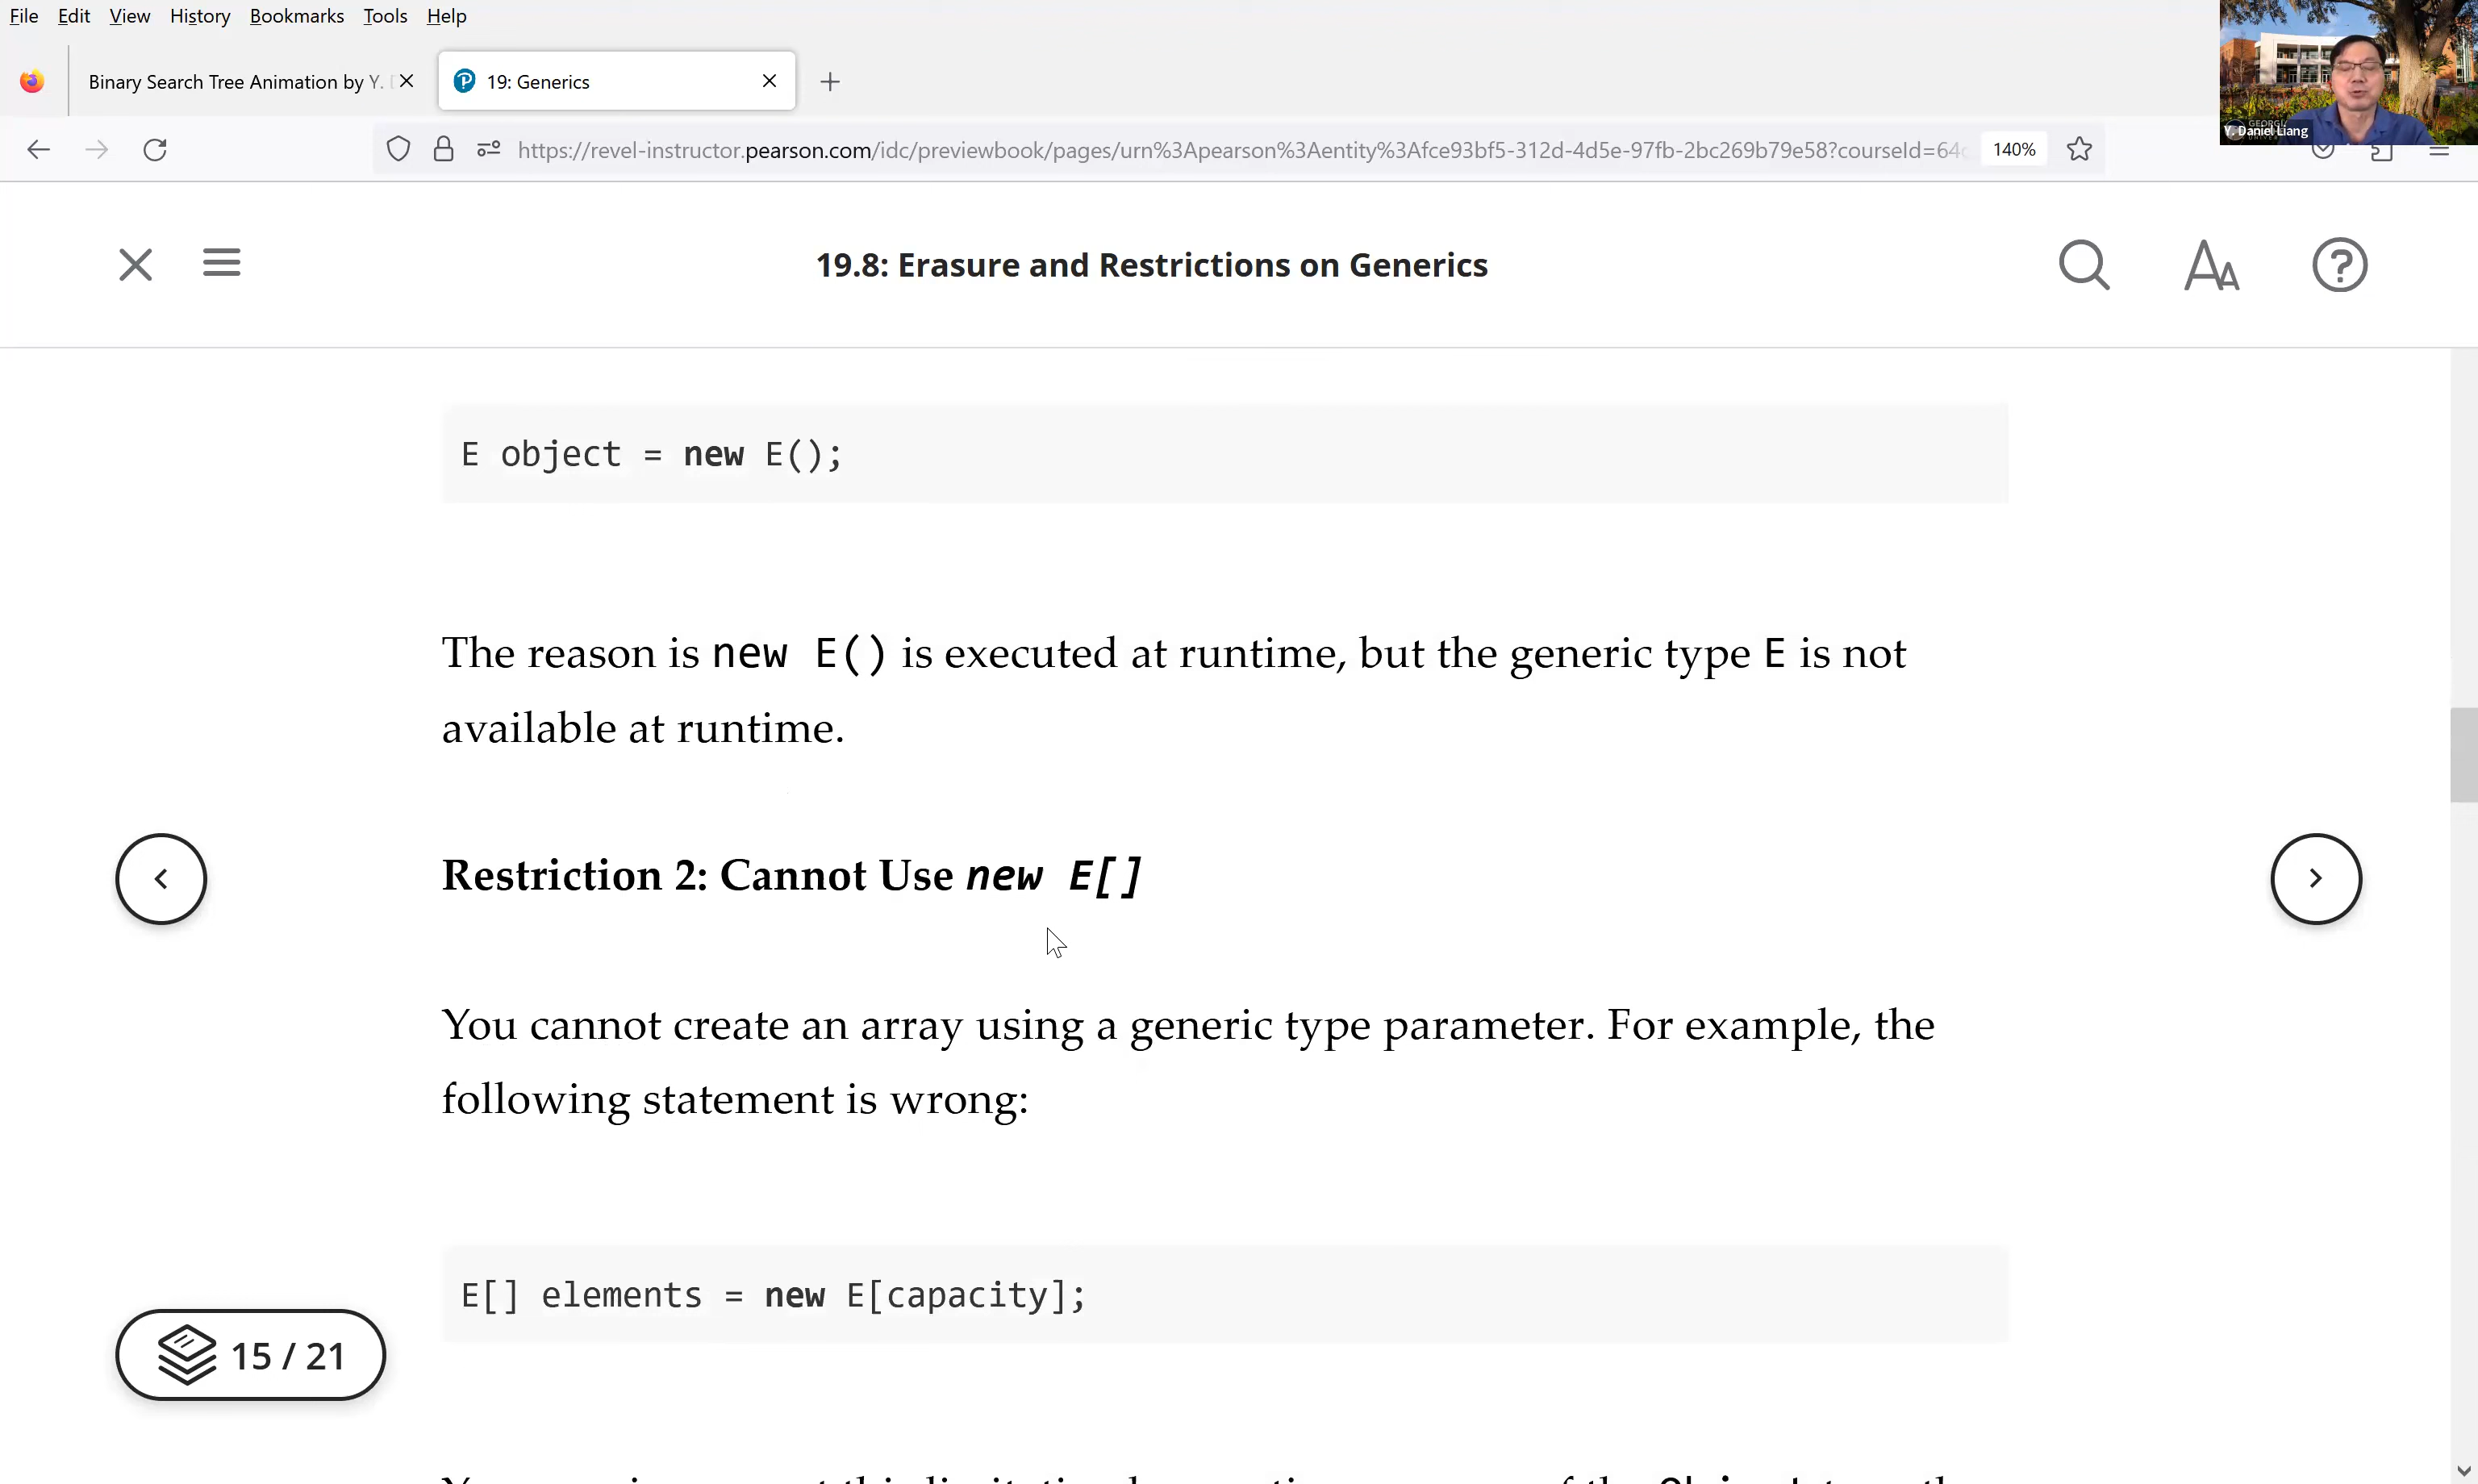 File Edit View History Bookmarks Tools Help
Binary Search Tree Animation by Y.
19: Generics
https://revel-instructor.pearson.com/idc/previewbook/pages/urn%3Apearson%3Aentity%3Afce93bf5-312d-4d5e-97fb-2bc269b79e58?courseId=64
140%
Y. Daniel Liang
19.8: Erasure and Restrictions on Generics
E object = new E();
The reason is new E() is executed at runtime, but the generic type E is not
available at runtime.
Restriction 2: Cannot Use new E[]
You cannot create an array using a generic type parameter. For example, the
following statement is wrong:
E[] elements = new E[capacity];
15 / 21